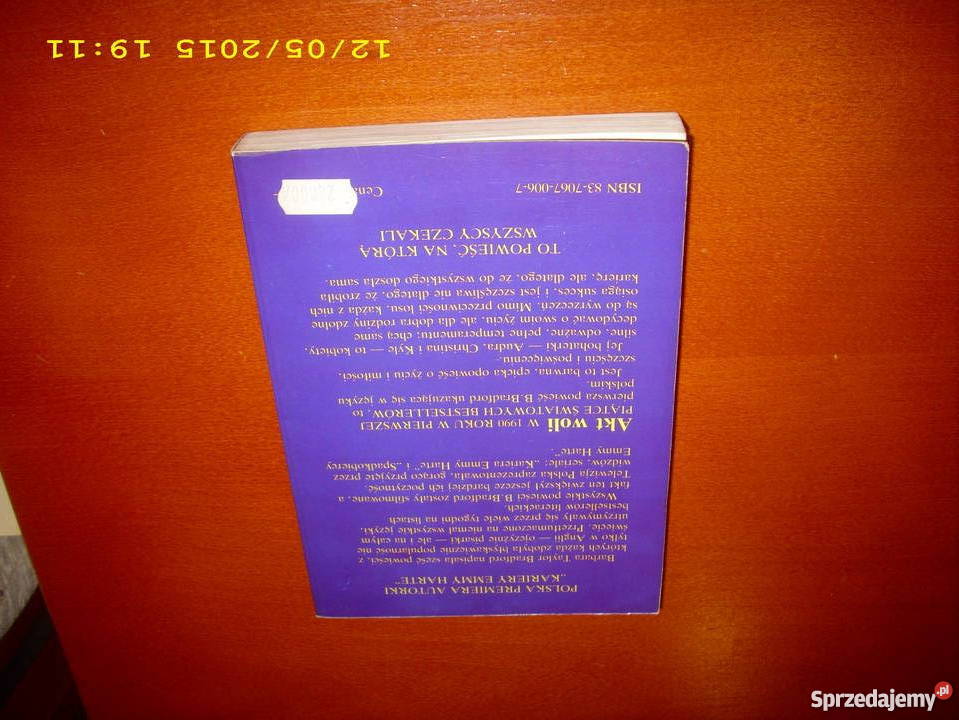 POLSKA PREMIERA AUTORKI
„KARIERY EMMY HARTE"
Barbara Taylor Bradford napisała sześć powieści, z
których każda zdobyła błyskawicznie popularność nie
tylko w Anglii — ojczyźnie pisarki — ale i na całym
świecie. Przetłumaczone na niemal wszystkie języki,
utrzymywały się przez wiele tygodni na listach
bestsellerów literackich.
Wszystkie powieści B.Bradford zostały sfilmowane, a
fakt ten zwiększył jeszcze bardziej ich poczytność.
Telewizja Polska zaprezentowała, gorąco przyjęte przez
widzów, seriale: „Kariera Emmy Harte" i „Spadkobiercy
Emmy Harte".
Akt woli W 1990 ROKU W PIERWSZEJ
PIĄTCE ŚWIATOWYCH BESTSELLERÓW, to
pierwsza powieść B.Bradford ukazująca się w języku
polskim.
Jest to barwna, epicka opowieść o życiu i miłości,
szczęściu i poświęceniu.
Jej bohaterki — Audra, Christina i Kyle — to kobiety,
silne, odważne, pełne temperamentu; chcą same
decydować o swoim życiu, ale dla dobra rodziny zdolne
są do wyrzeczeń. Mimo przeciwności losu, każda z nich
osiąga sukces, i jest szczęśliwa nie dlatego, że zrobiła
karierę, ale dlatego, że do wszystkiego doszła sama.
TO POWIEŚĆ, NA KTÓRĄ
WSZYSCY CZEKALI
ISBN 83-7067-006-7
Cena
12/05/2015 19:11
Sprzedajemy.pl